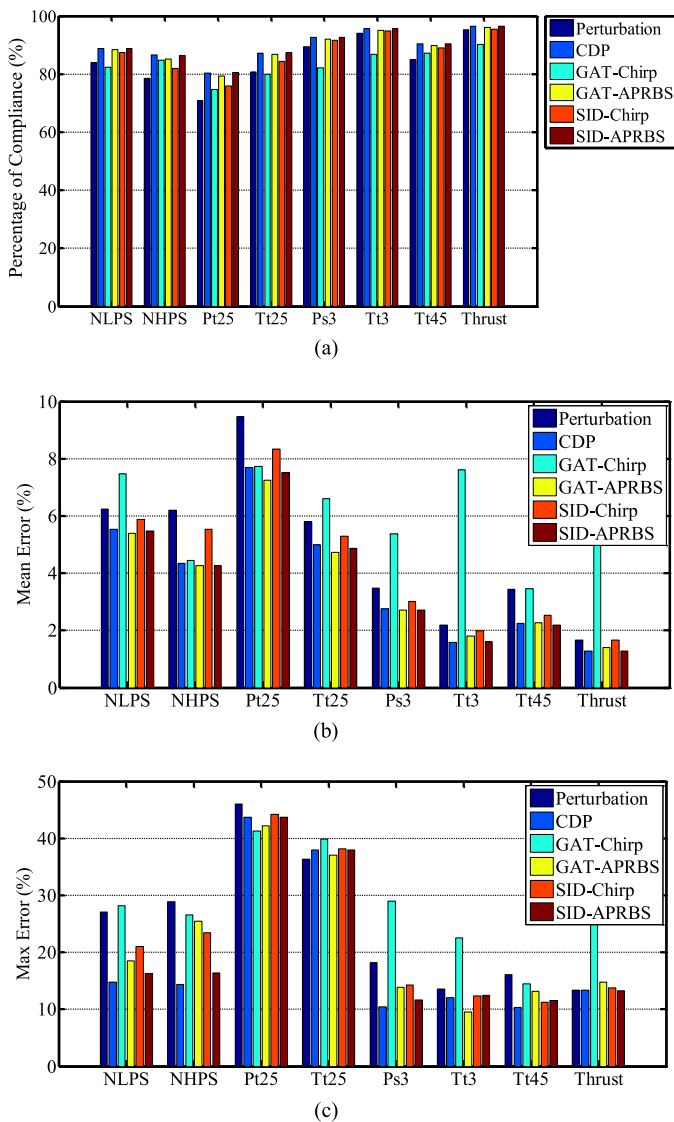 100
80
60
40
20
0
Percentage of Compliance (%)
NLPS NHPS Pt25 Tt25 Ps3 Tt3 Tt45 Thrust
Perturbation
CDP
GAT-Chirp
GAT-APRBS
SID-Chirp
SID-APRBS
(a)
10
8
6
4
2
0
Mean Error (%)
NLPS NHPS Pt25 Tt25 Ps3 Tt3 Tt45 Thrust
Perturbation
CDP
GAT-Chirp
GAT-APRBS
SID-Chirp
SID-APRBS
(b)
50
40
30
20
10
0
Max Error (%)
NLPS NHPS Pt25 Tt25 Ps3 Tt3 Tt45 Thrust
Perturbation
CDP
GAT-Chirp
GAT-APRBS
SID-Chirp
SID-APRBS
(c)